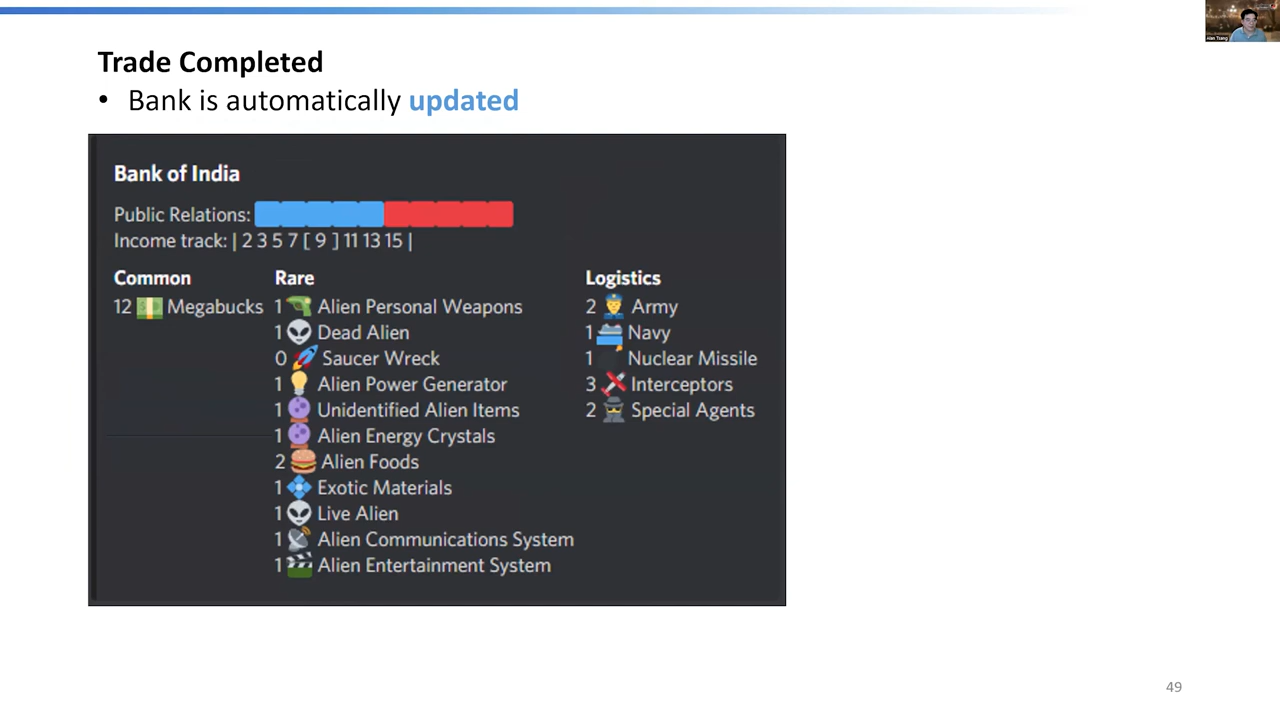 Trade Completed
• Bank is automatically updated
Bank of India
Public Relations:
Income track: | 2 3 5 7 [ 9 ] 11 13 15 |
Common
12 Megabucks
Rare
1 Alien Personal Weapons
1 Dead Alien
0 Saucer Wreck
1 Alien Power Generator
1 Unidentified Alien Items
1 Alien Energy Crystals
2 Alien Foods
1 Exotic Materials
1 Live Alien
1 Alien Communications System
1 Alien Entertainment System
Logistics
2 Army
1 Navy
1 Nuclear Missile
3 Interceptors
2 Special Agents
49